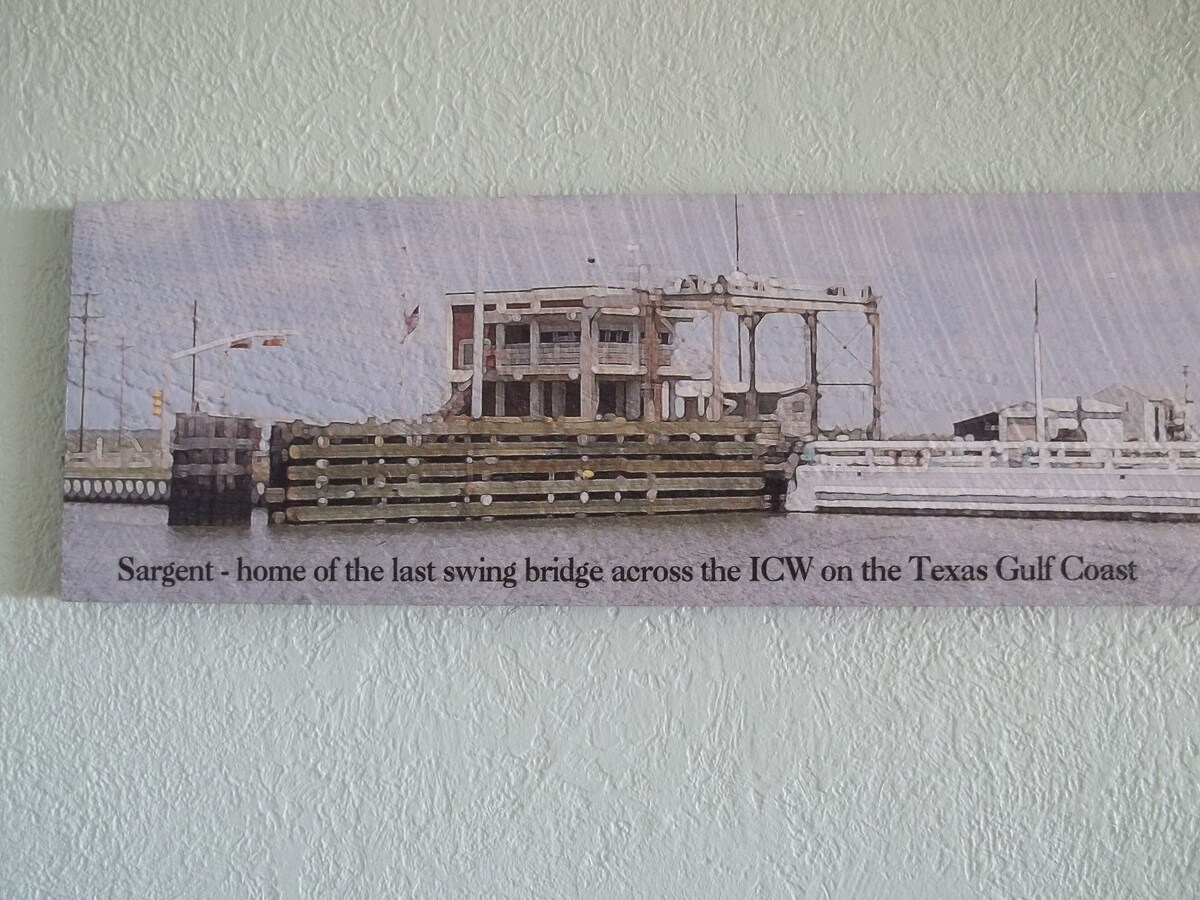 Sargent - home of the last swing bridge across the ICW on the Texas Gulf Coast